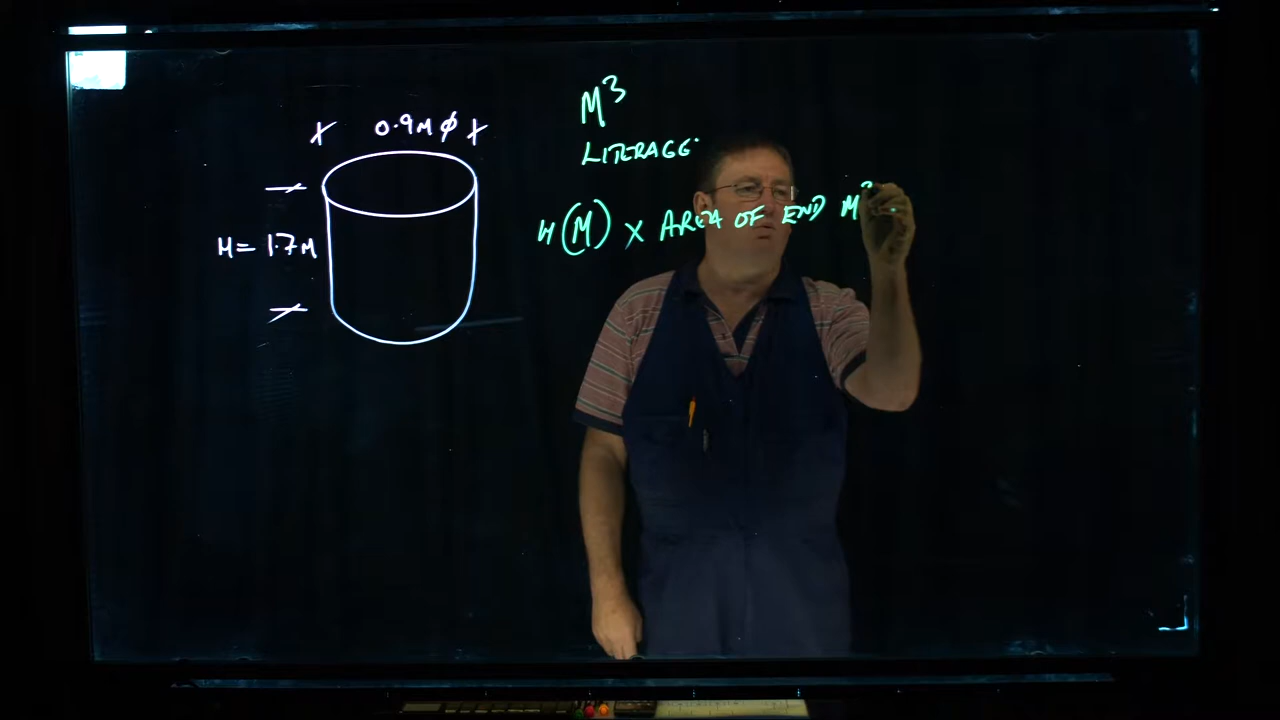 0.9M ϕ
H= 1.7M
M³
LITERAGE
H (M) X AREA OF END M²